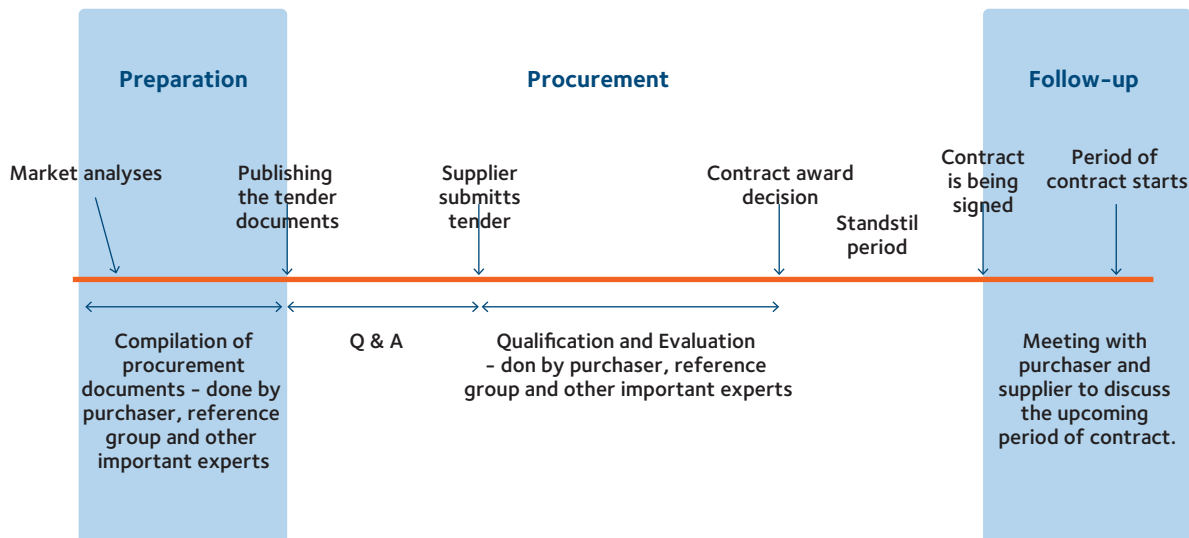 Preparation
Procurement
Follow-up
Market analyses
Publishing
the tender
documents
Supplier
submitts
tender
Contract award
decision
Standstil
period
Contract
is being
signed
Period of
contract starts
Compilation of
procurement
documents - done by
purchaser, reference
group and other
important experts
Q & A
Qualification and Evaluation
- don by purchaser, reference
group and other important experts
Meeting with
purchaser and
supplier to discuss
the upcoming
period of contract.